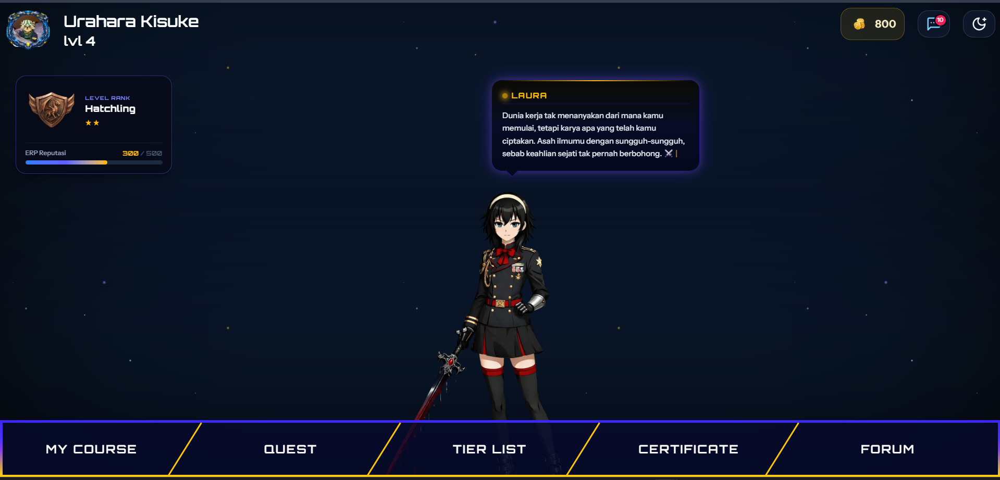 Urahara Kisuke
lvl 4
800
10
LEVEL RANK
Hatchling
ERP Reputasi
300 / 500
LAURA
Dunia kerja tak menanyakan dari mana kamu
memulai, tetapi karya apa yang telah kamu
ciptakan. Asah ilmumu dengan sungguh-sungguh,
sebab keahlian sejati tak pernah berbohong. ⚔️ |
MY COURSE
QUEST
TIER LIST
CERTIFICATE
FORUM